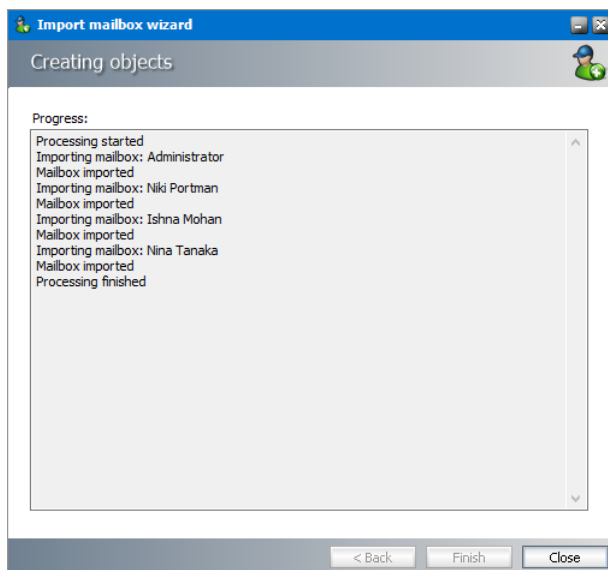 Import mailbox wizard
Creating objects
Progress:
Processing started
Importing mailbox: Administrator
Mailbox imported
Importing mailbox: Niki Portman
Mailbox imported
Importing mailbox: Ishna Mohan
Mailbox imported
Importing mailbox: Nina Tanaka
Mailbox imported
Processing finished
< Back Finish Close